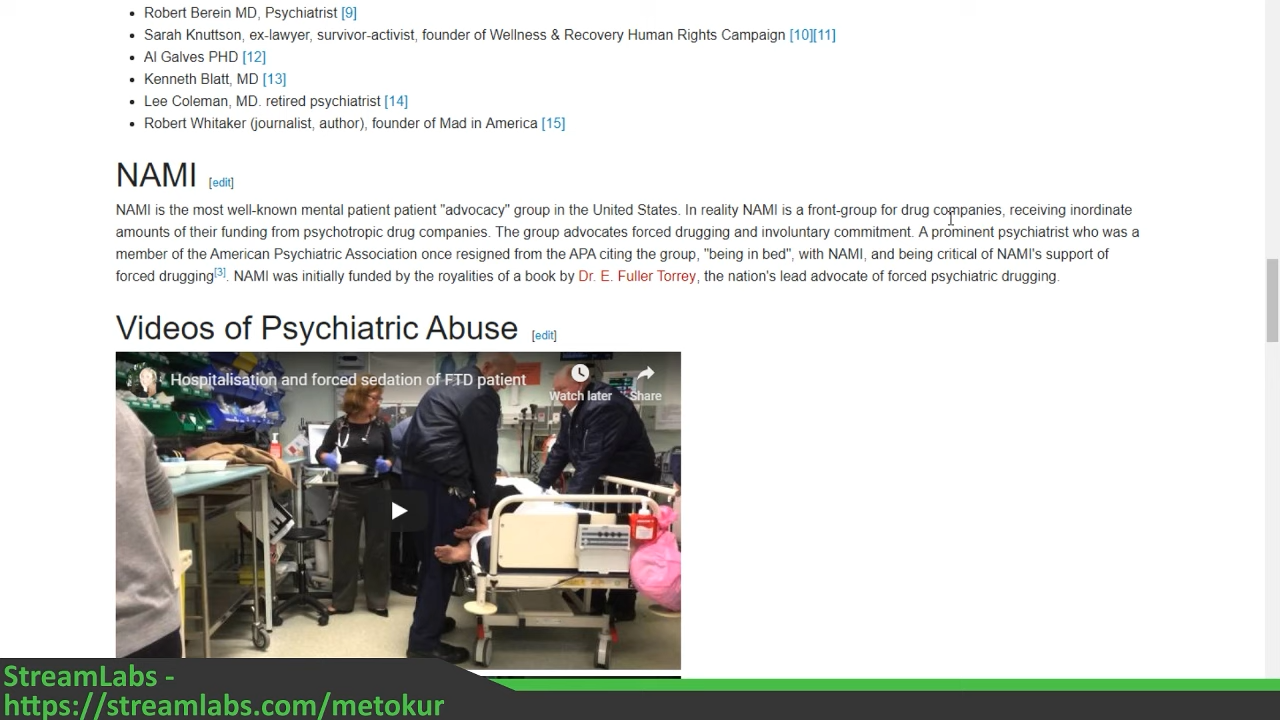 Robert Berein MD, Psychiatrist [9]
Sarah Knuttson, ex-lawyer, survivor-activist, founder of Wellness & Recovery Human Rights Campaign [10][11]
Al Galves PHD [12]
Kenneth Blatt, MD [13]
Lee Coleman, MD. retired psychiatrist [14]
Robert Whitaker (journalist, author), founder of Mad in America [15]
NAMI [edit]
NAMI is the most well-known mental patient patient "advocacy" group in the United States. In reality NAMI is a front-group for drug companies, receiving inordinate
amounts of their funding from psychotropic drug companies. The group advocates forced drugging and involuntary commitment. A prominent psychiatrist who was a
member of the American Psychiatric Association once resigned from the APA citing the group, "being in bed", with NAMI, and being critical of NAMI's support of
forced drugging[3]. NAMI was initially funded by the royalities of a book by Dr. E. Fuller Torrey, the nation's lead advocate of forced psychiatric drugging.
Videos of Psychiatric Abuse [edit]
Hospitalisation and forced sedation of FTD patient
Watch later
Share
StreamLabs -
https://streamlabs.com/metokur